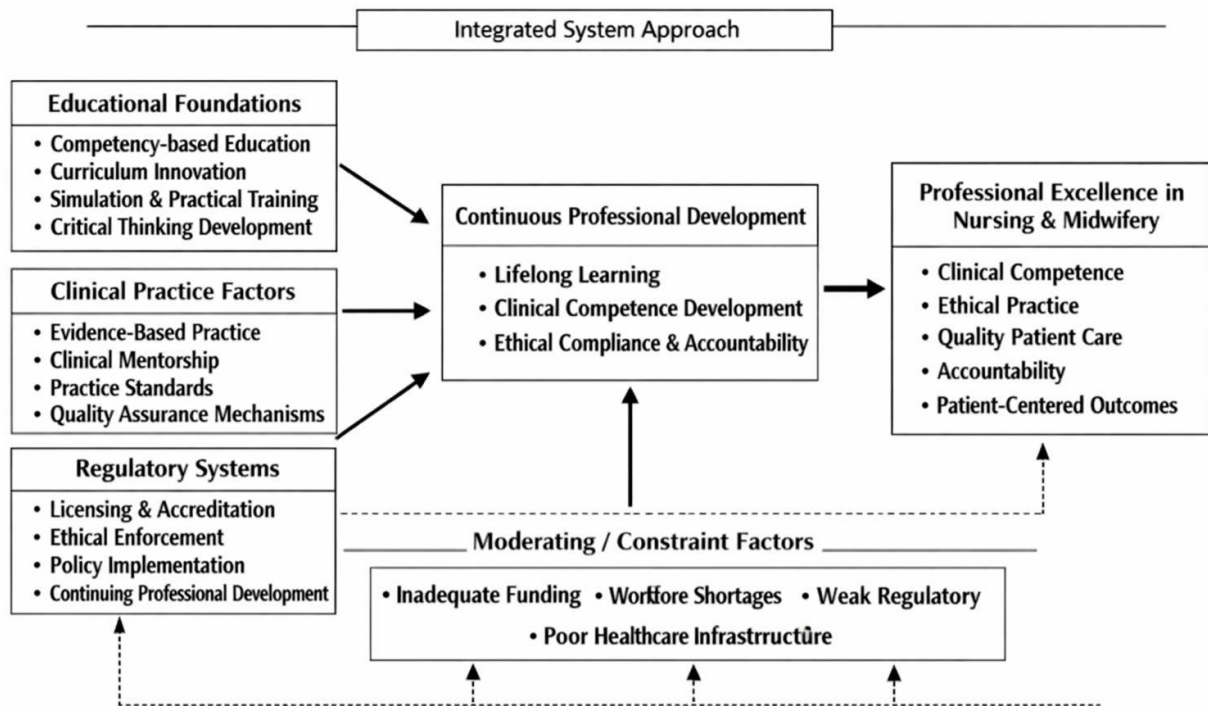 Integrated System Approach
Educational Foundations
• Competency-based Education
• Curriculum Innovation
• Simulation & Practical Training
• Critical Thinking Development
Clinical Practice Factors
• Evidence-Based Practice
• Clinical Mentorship
• Practice Standards
• Quality Assurance Mechanisms
Regulatory Systems
• Licensing & Accreditation
• Ethical Enforcement
• Policy Implementation
• Continuing Professional Development
Continuous Professional Development
• Lifelong Learning
• Clinical Competence Development
• Ethical Compliance & Accountability
Professional Excellence in
Nursing & Midwifery
• Clinical Competence
• Ethical Practice
• Quality Patient Care
• Accountability
• Patient-Centered Outcomes
Moderating / Constraint Factors
• Inadequate Funding • Workfore Shortages • Weak Regulatory
• Poor Healthcare Infrastrructûre